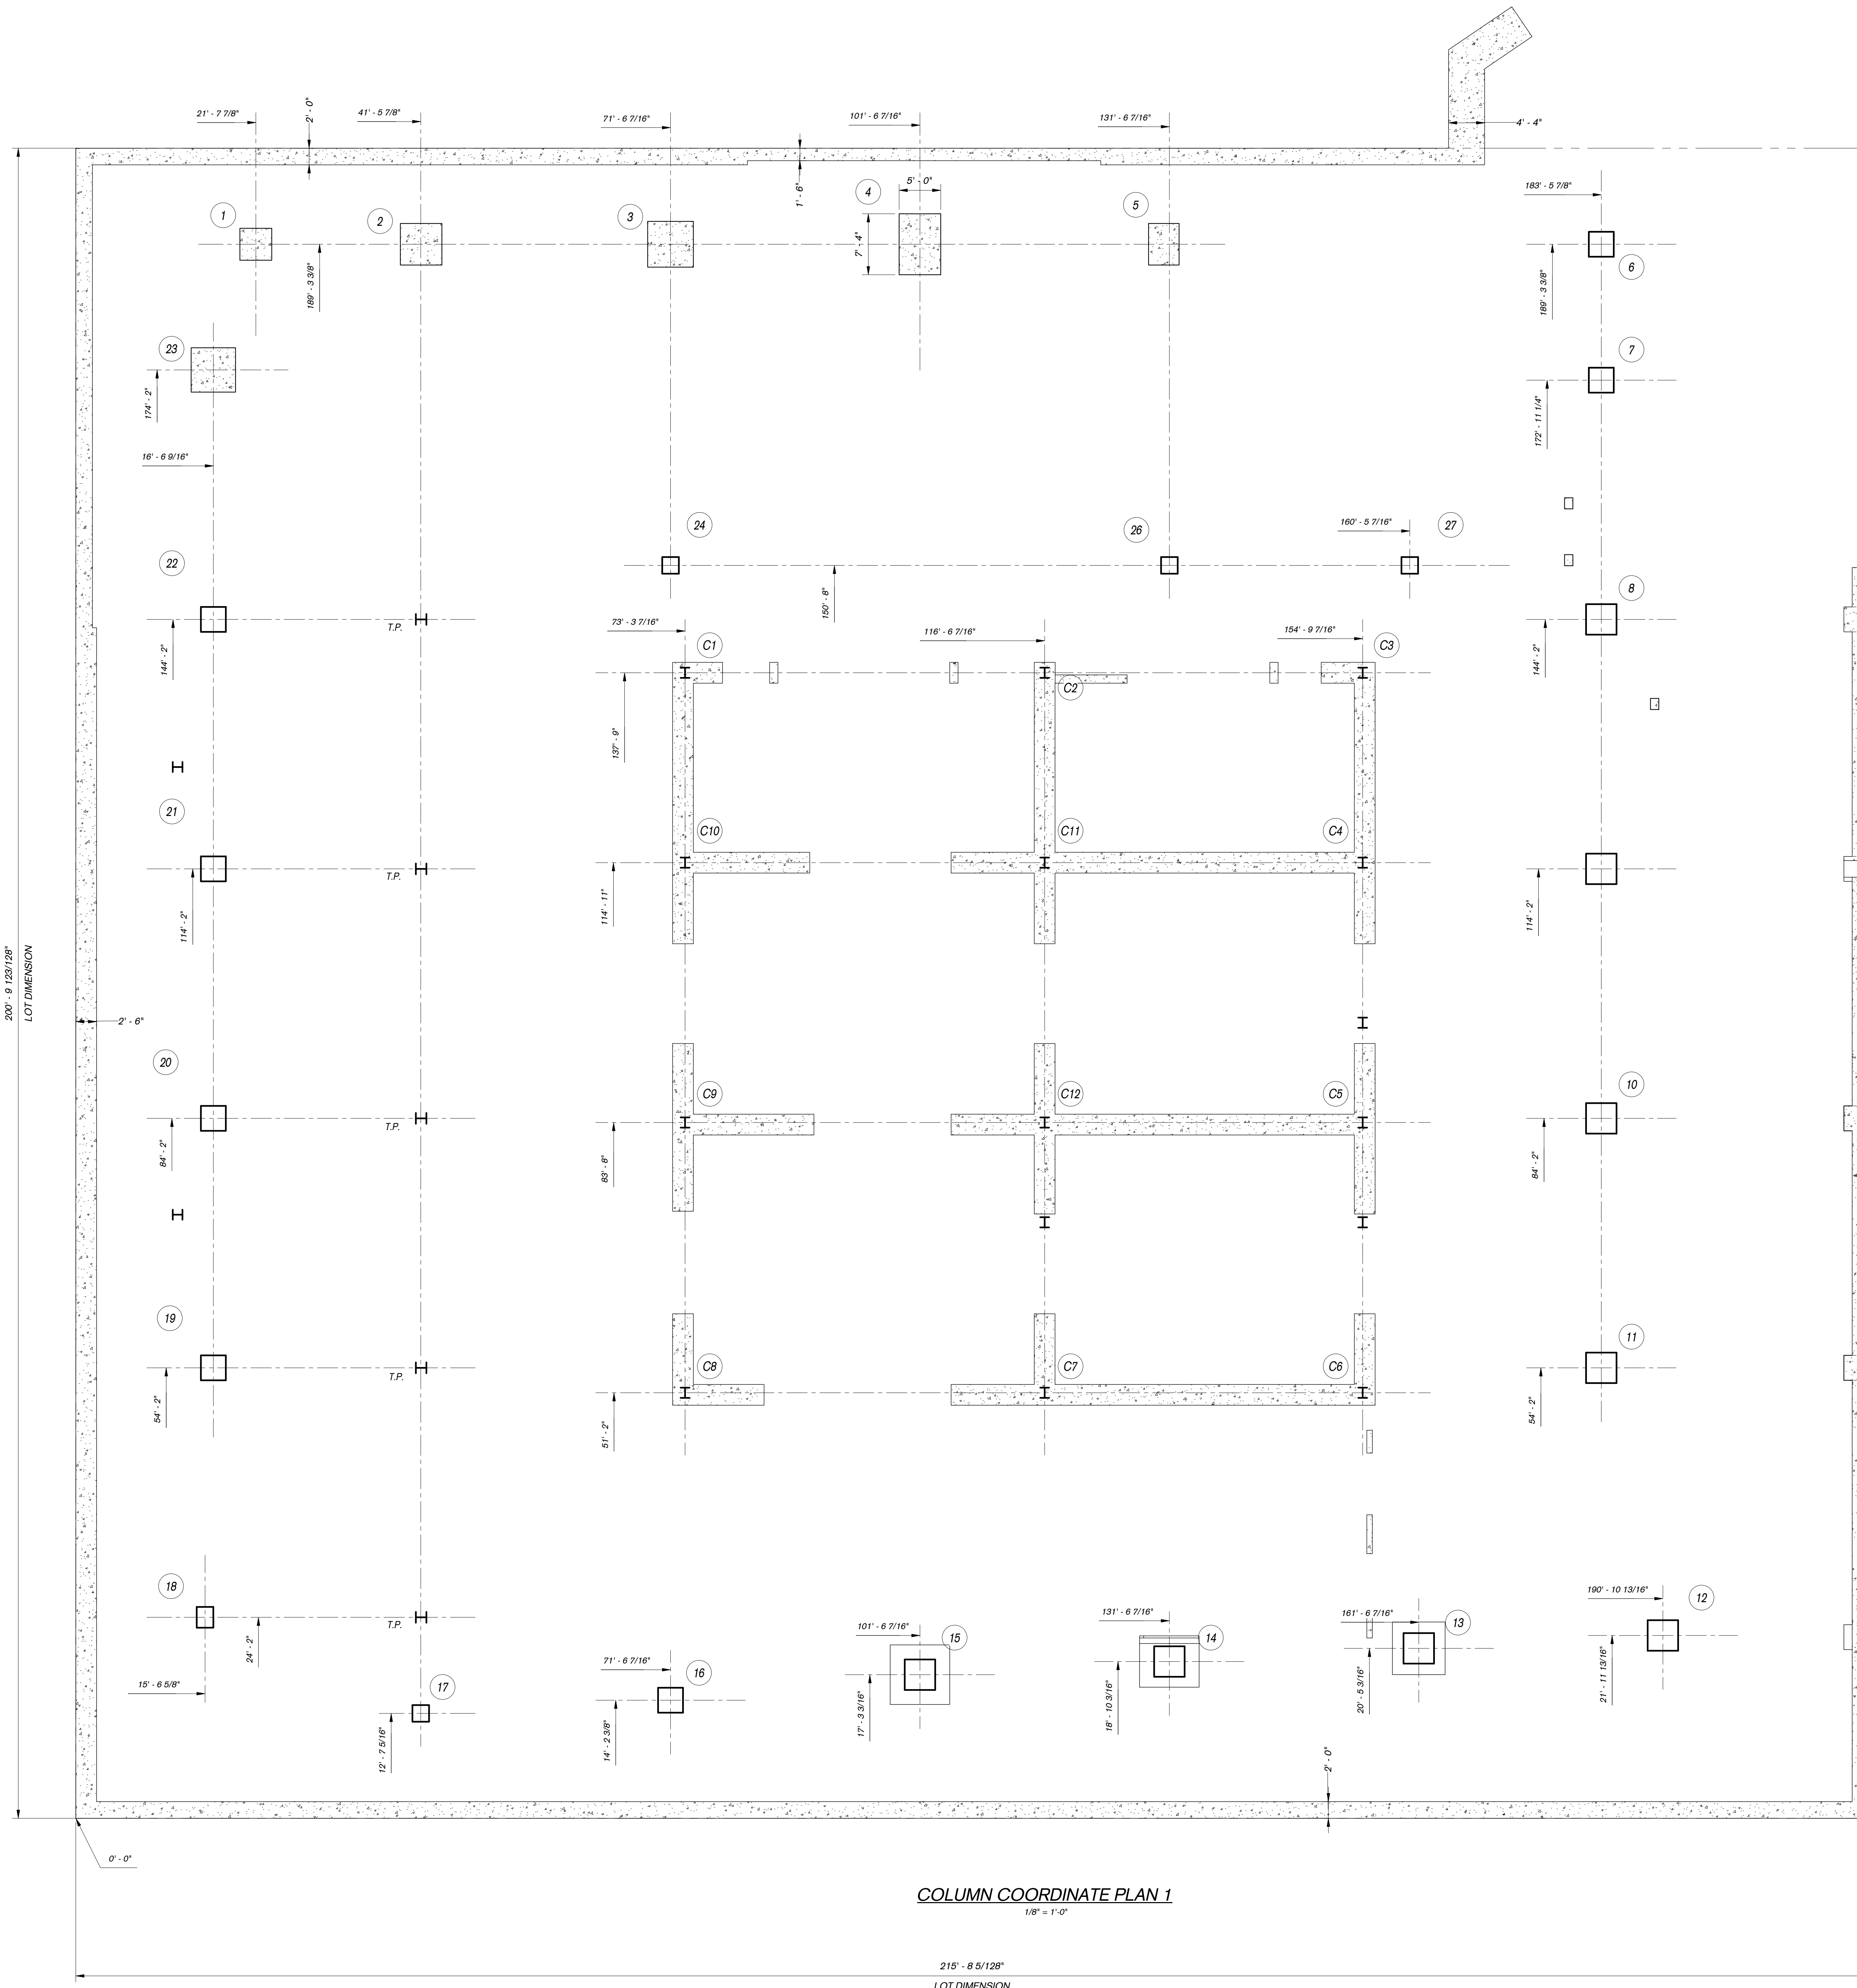 21' - 7 7/8"
2' - 0"
41' - 5 7/8"
71' - 6 7/16"
101' - 6 7/16"
131' - 6 7/16"
4' - 4"
1' - 6"
5' - 0"
7' - 4"
183' - 5 7/8"
1
2
3
4
5
6
189' - 3 3/8"
189' - 3 3/8"
23
174' - 2"
7
172' - 11 1/4"
16' - 6 9/16"
24
26
160' - 5 7/16"
27
22
150' - 8"
8
T.P.
144' - 2"
144' - 2"
73' - 3 7/16"
116' - 6 7/16"
154' - 9 7/16"
C1
C2
C3
137' - 9"
21
C10
C11
C4
T.P.
114' - 2"
114' - 11"
114' - 2"
200' - 9 123/128"
LOT DIMENSION
2' - 6"
20
C9
C12
C5
10
T.P.
84' - 2"
83' - 8"
84' - 2"
19
C8
C7
C6
11
T.P.
54' - 2"
51' - 2"
54' - 2"
18
T.P.
24' - 2"
15' - 6 5/8"
17
12' - 7 5/16"
71' - 6 7/16"
16
14' - 2 3/8"
101' - 6 7/16"
15
17' - 3 3/16"
131' - 6 7/16"
14
18' - 10 3/16"
161' - 6 7/16"
13
20' - 5 3/16"
190' - 10 13/16"
12
21' - 11 13/16"
2' - 0"
0' - 0"
COLUMN COORDINATE PLAN 1
1/8" = 1'-0"
215' - 8 5/128"
LOT DIMENSION